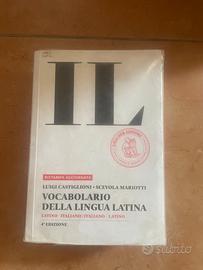 IL
RISTAMPA AGGIORNATA
LUIGI CASTIGLIONI · SCEVOLA MARIOTTI
VOCABOLARIO
DELLA LINGUA LATINA
LATINO · ITALIANO / ITALIANO · LATINO
4ª EDIZIONE
subito